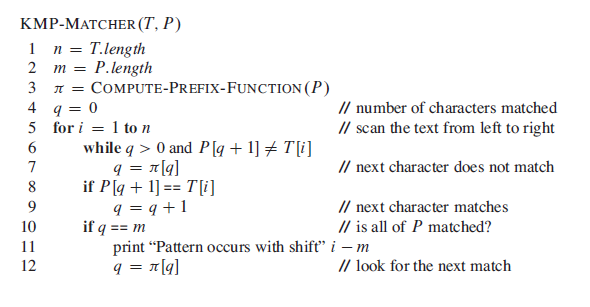 KMP-MATCHER(T, P)
1 n = T.length
2 m = P.length
3 π = COMPUTE-PREFIX-FUNCTION(P)
4 q = 0 // number of characters matched
5 for i = 1 to n // scan the text from left to right
6 while q > 0 and P[q + 1] ≠ T[i]
7 q = π[q] // next character does not match
8 if P[q + 1] == T[i]
9 q = q + 1 // next character matches
10 if q == m // is all of P matched?
11 print “Pattern occurs with shift” i − m
12 q = π[q] // look for the next match